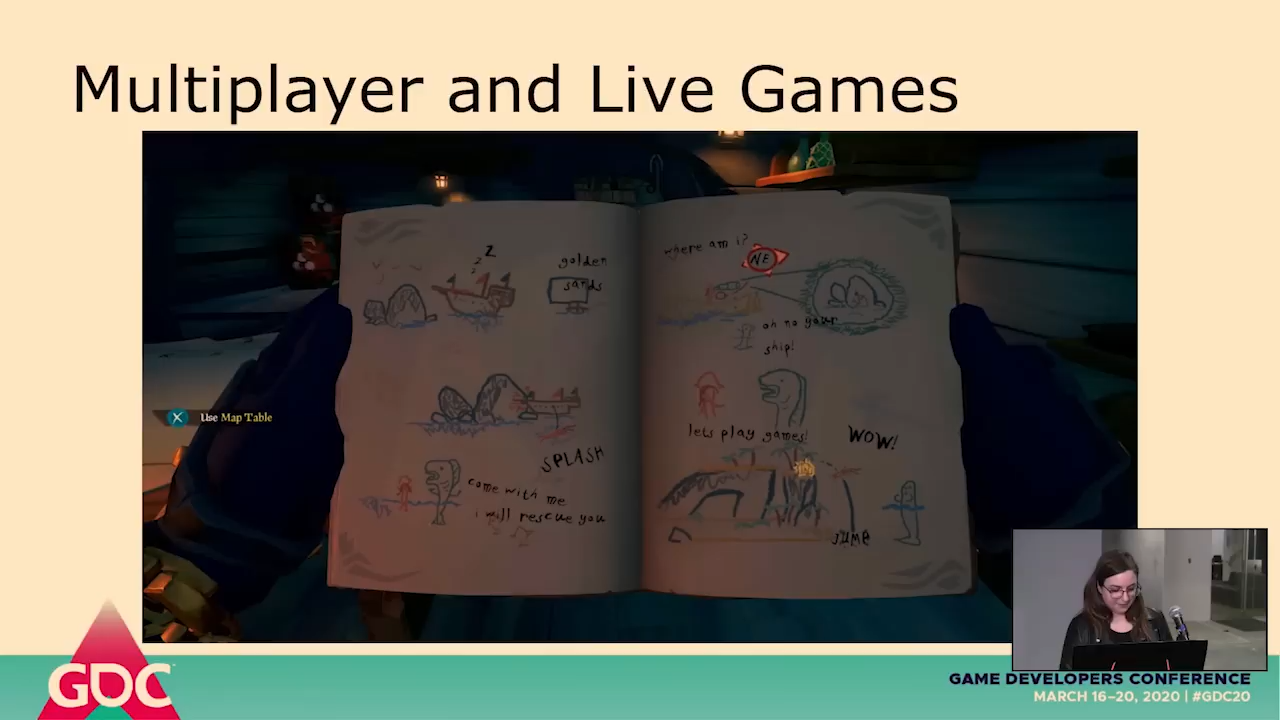 Multiplayer and Live Games
z
z
z
golden
sands
SPLASH
come with me
i will rescue you
where am i?
NE
oh no your
ship!
lets play games!
WOW!
JUMP
Use Map Table
GDC
GAME DEVELOPERS CONFERENCE
MARCH 16–20, 2020 | #GDC20